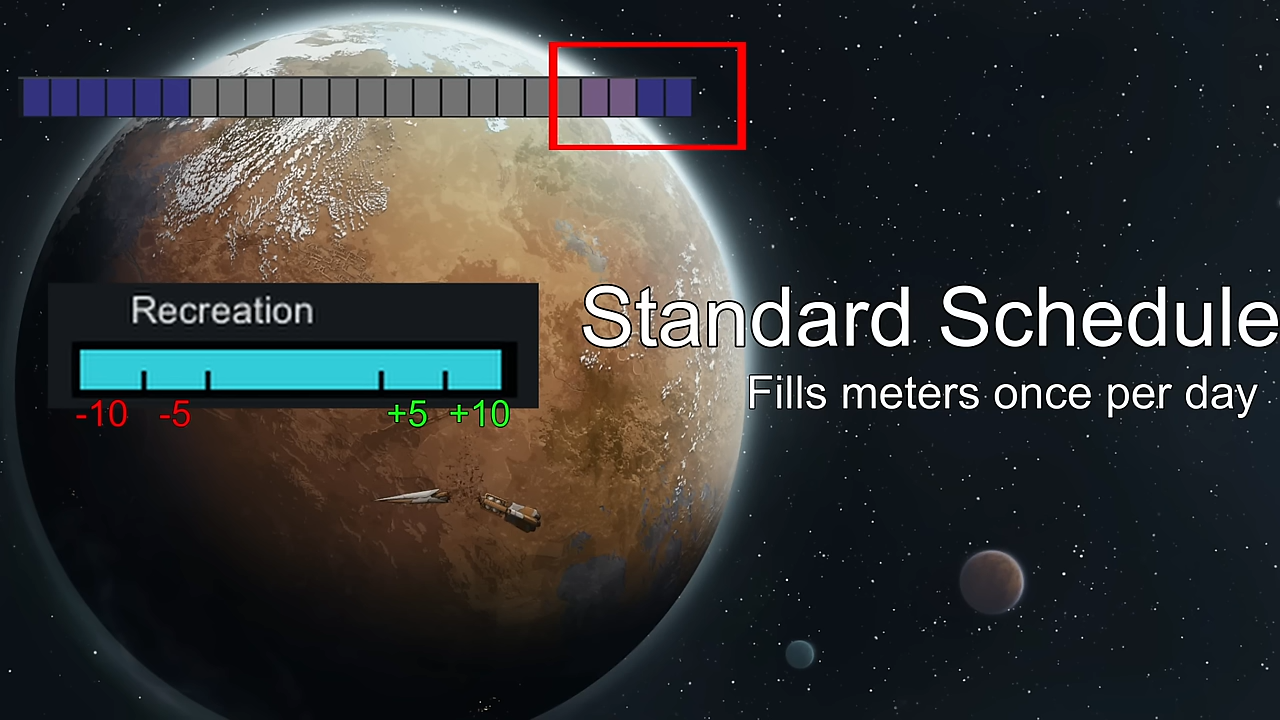 Recreation
-10 -5 +5 +10
Standard Schedule
Fills meters once per day